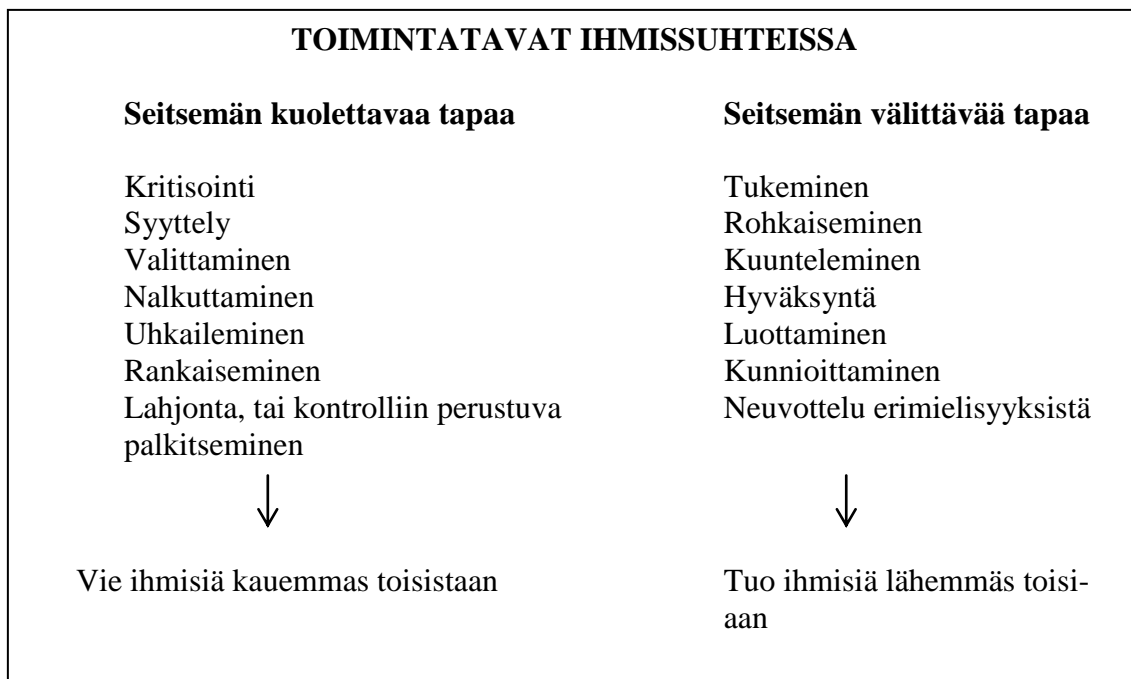 TOIMINTATAVAT IHMISSUHTEISSA
Seitsemän kuolettavaa tapaa
Kritisointi
Syyttely
Valittaminen
Nalkuttaminen
Uhkaileminen
Rankaiseminen
Lahjonta, tai kontrolliin perustuva
palkitseminen
Vie ihmisiä kauemmas toisistaan
Seitsemän välittävää tapaa
Tukeminen
Rohkaiseminen
Kuunteleminen
Hyväksyntä
Luottaminen
Kunnioittaminen
Neuvottelu erimielisyyksistä
Tuo ihmisiä lähemmäs toisi-
aan